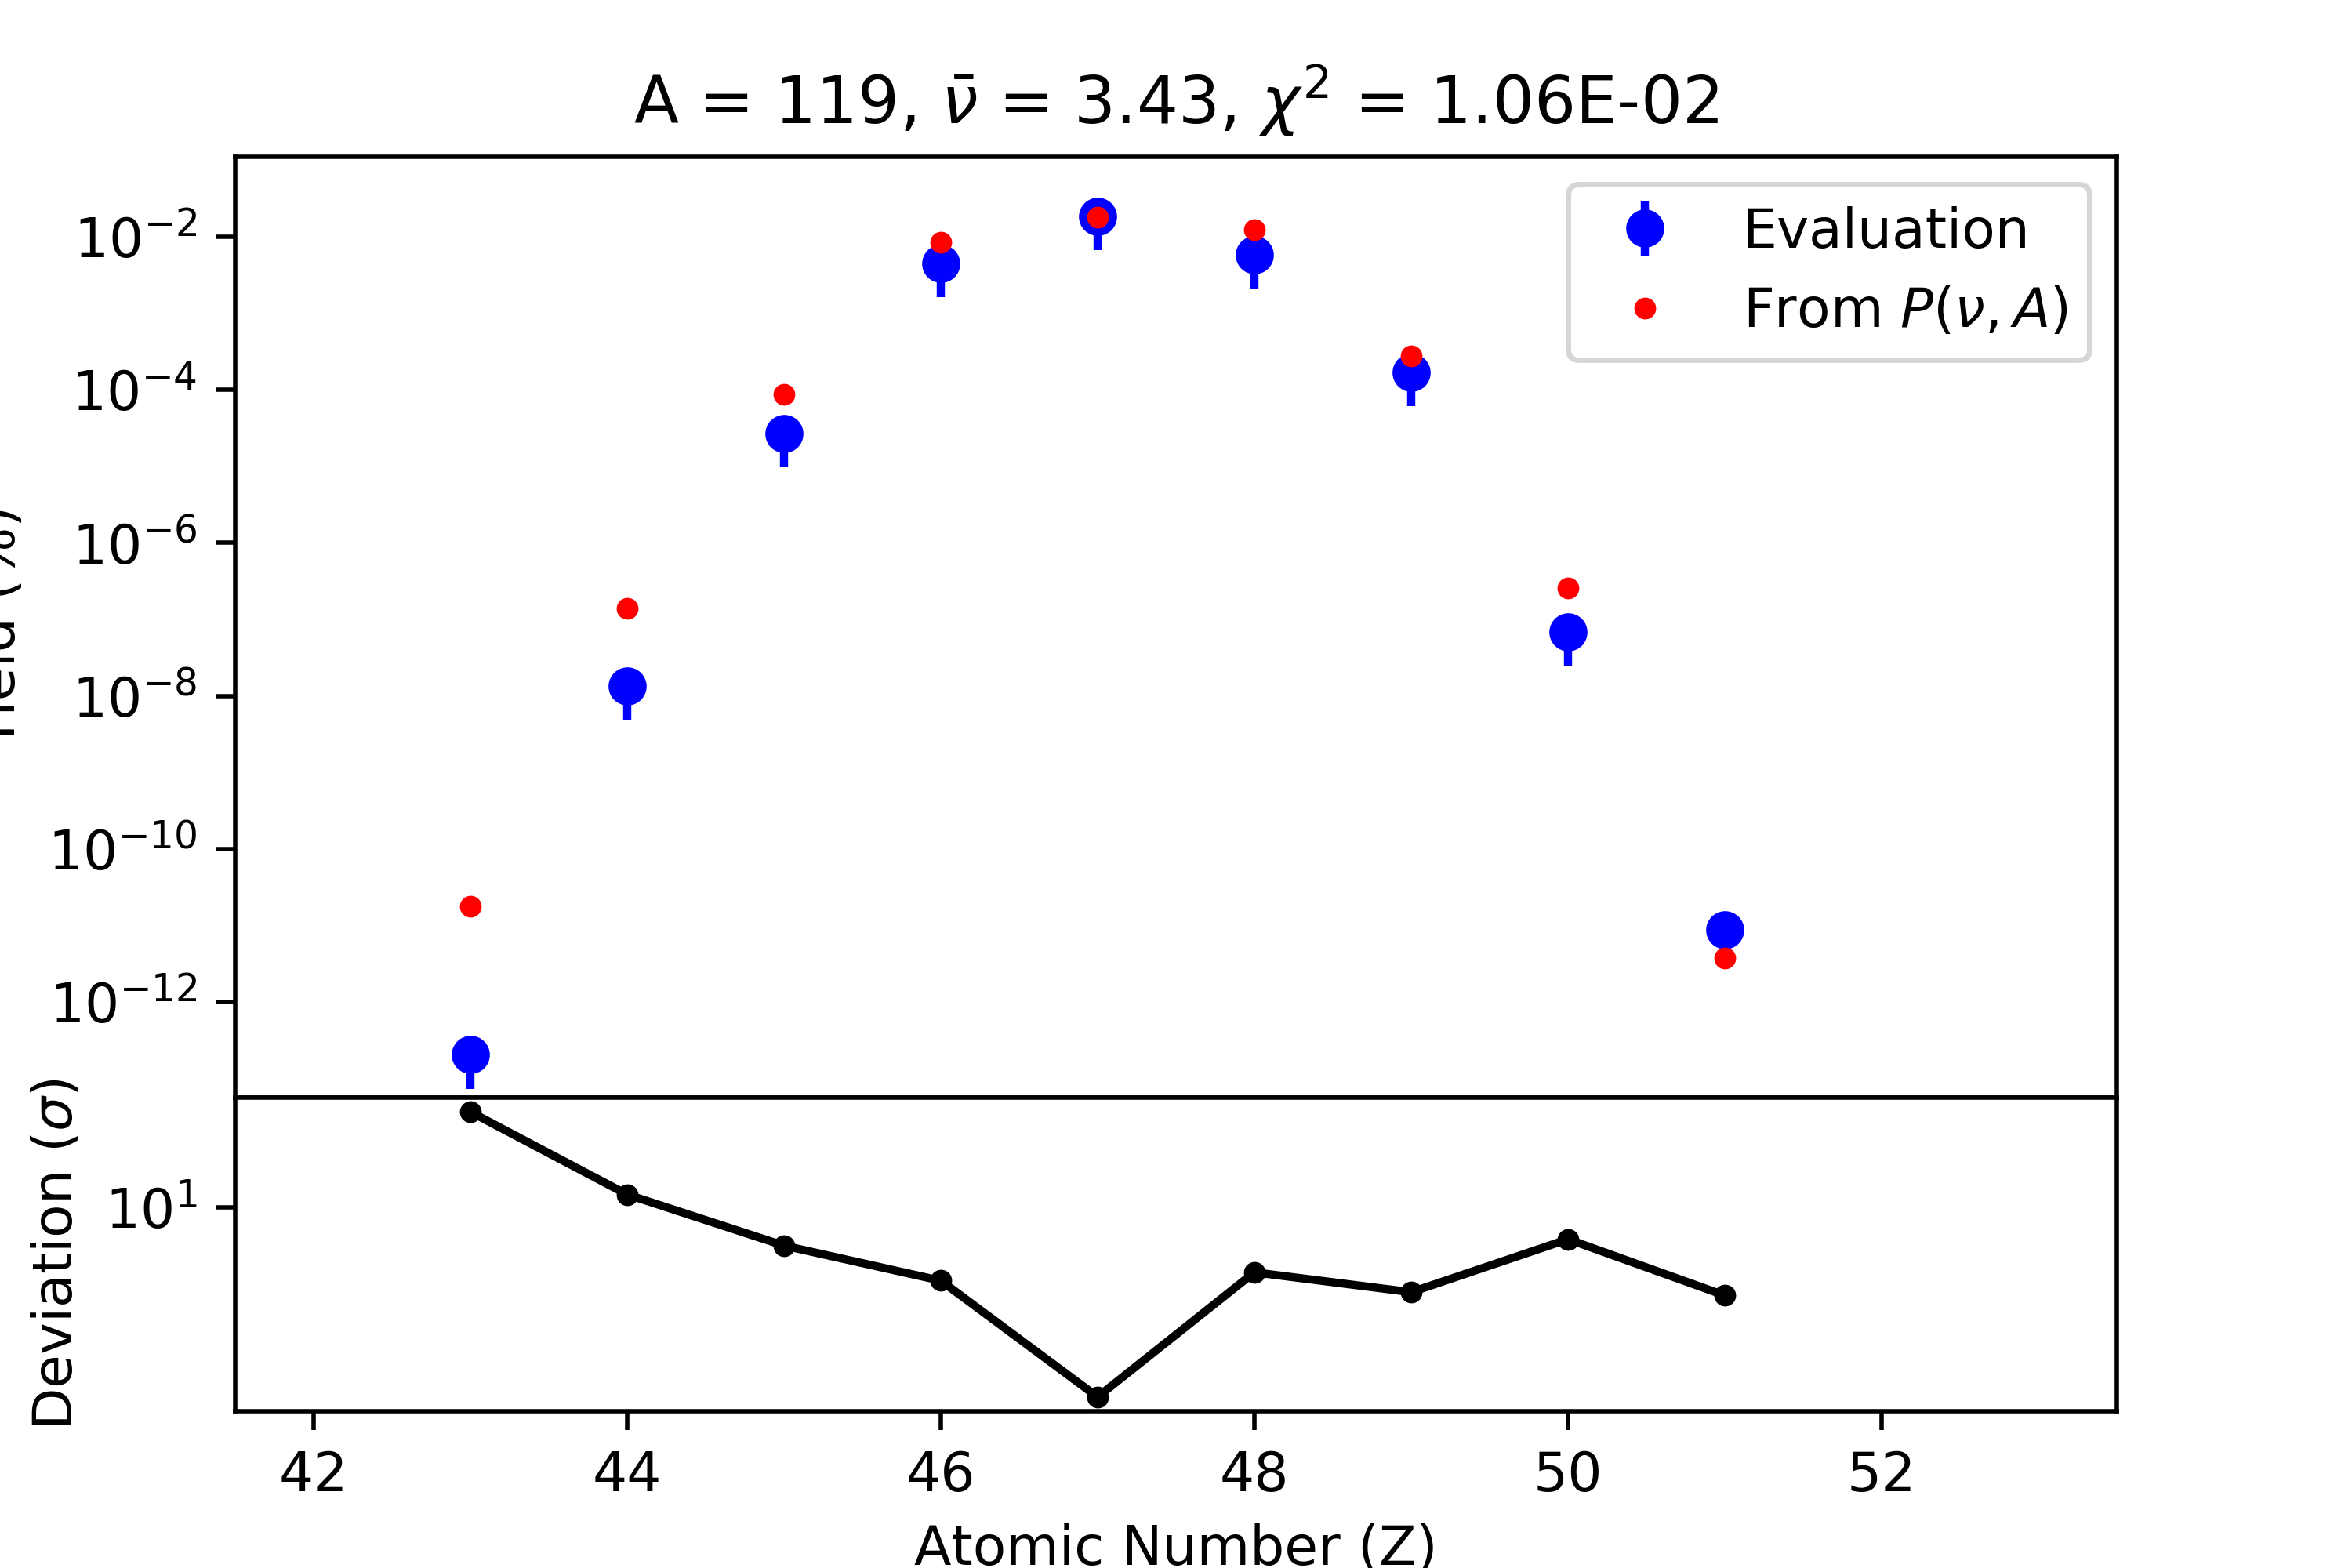 A = 119, ν̄ = 3.43, χ² = 1.06E-02
Evaluation
From P(ν, A)
10⁻²
10⁻⁴
10⁻⁶
10⁻⁸
10⁻¹⁰
10⁻¹²
(%)
Deviation (σ)
10¹
42 44 46 48 50 52
Atomic Number (Z)